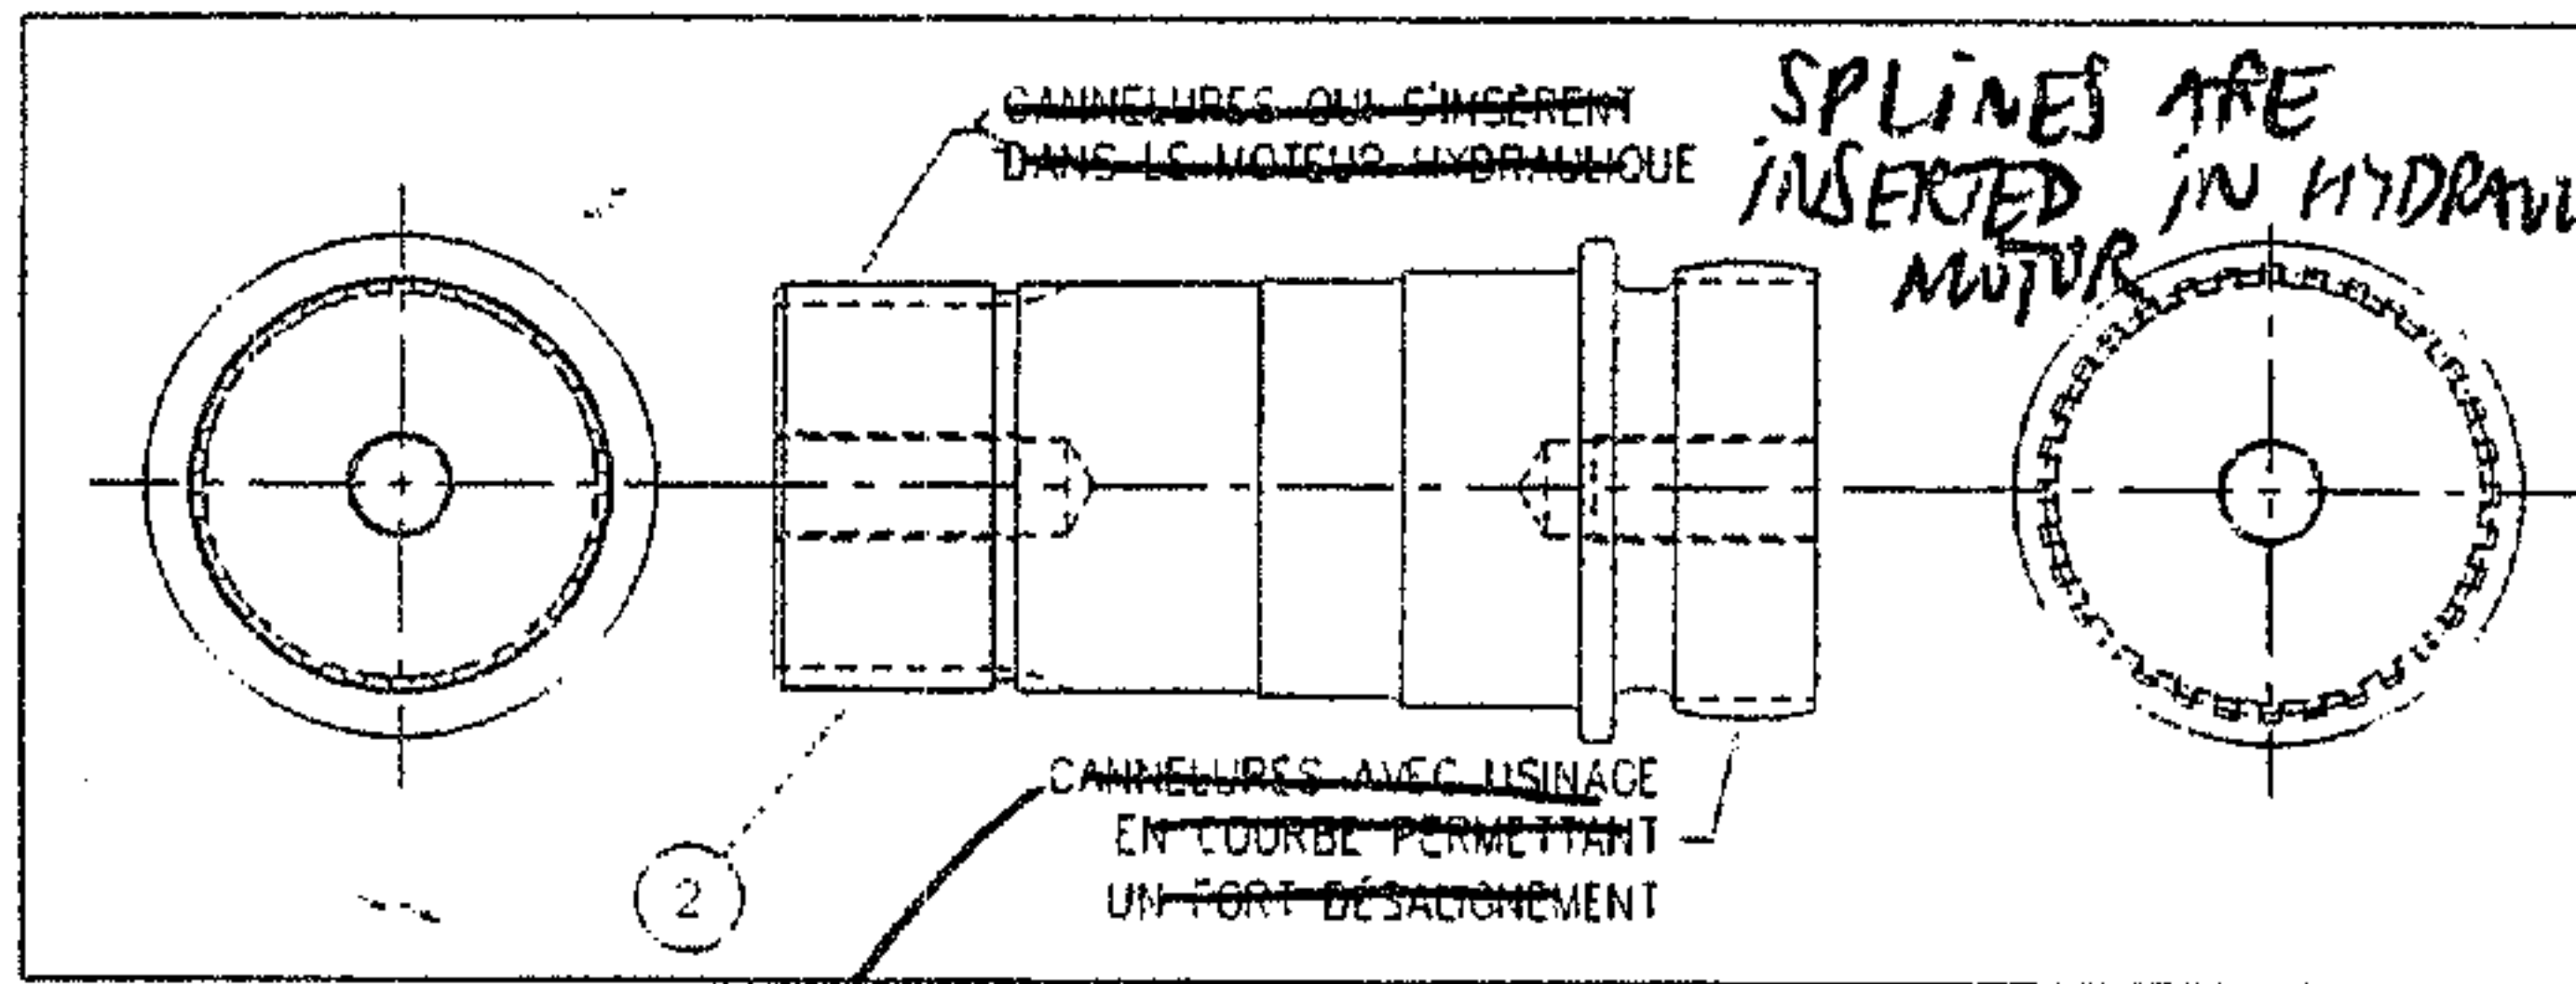 CANNELURES QUI S'INSÈRENT
DANS LE MOTEUR HYDRAULIQUE
SPLINES ARE
INSERTED IN HYDRAUL
MOTOR
CANNELURES AVEC USINAGE
EN COURBE PERMETTANT
UN FORT DÉSALIGNEMENT
2